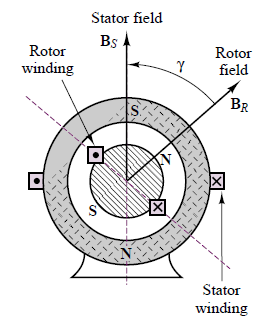 Stator field
B_S
Rotor
winding
γ
Rotor
field
B_R
S
N
S
N
Stator
winding